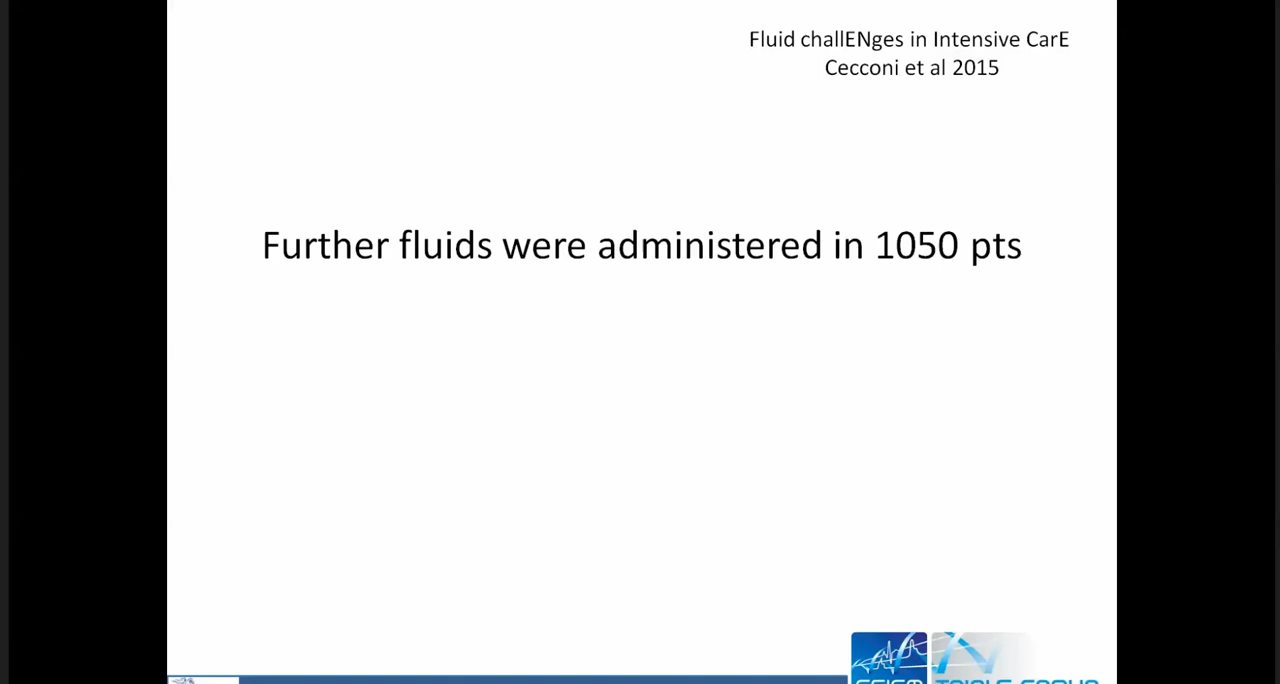 Fluid challENges in Intensive CarE
Cecconi et al 2015
Further fluids were administered in 1050 pts